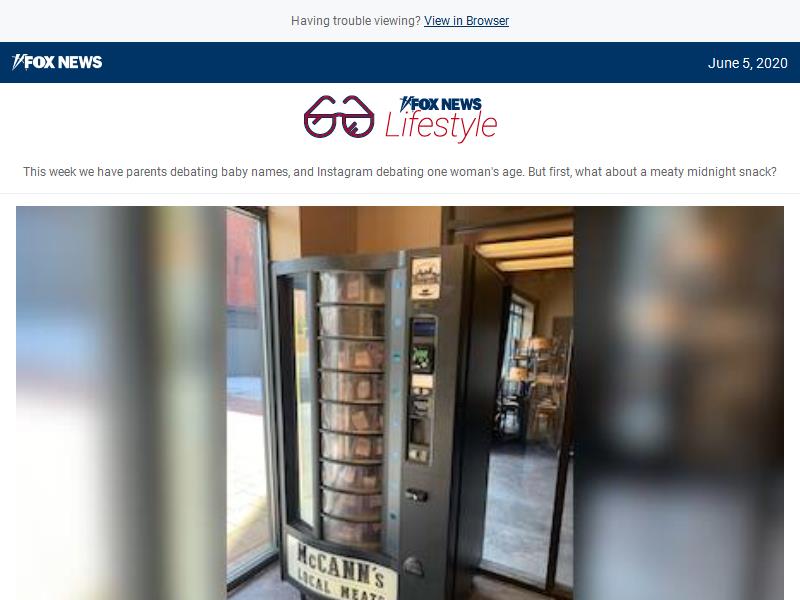 Having trouble viewing? View in Browser
FOX NEWS
June 5, 2020
FOX NEWS
Lifestyle
This week we have parents debating baby names, and Instagram debating one woman's age. But first, what about a meaty midnight snack?
McCANN's
LOCAL MEATS